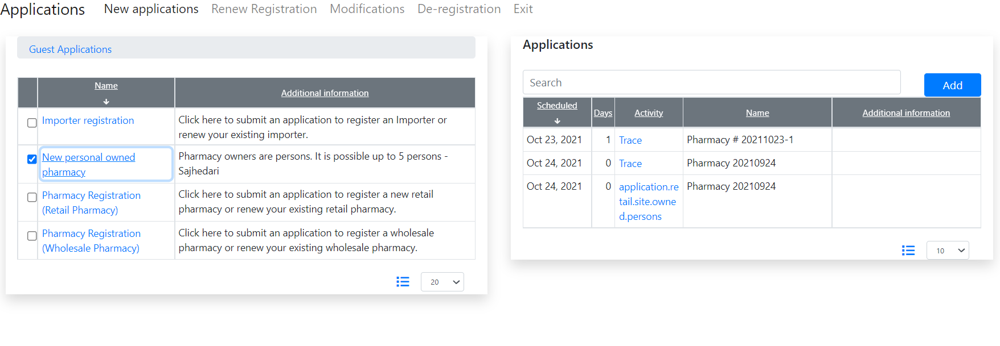 Applications New applications Renew Registration Modifications De-registration Exit
Guest Applications
Name Additional information
Importer registration
Click here to submit an application to register an Importer or
renew your existing importer.
New personal owned
pharmacy
Pharmacy owners are persons. It is possible up to 5 persons -
Sajhedari
Pharmacy Registration
(Retail Pharmacy)
Click here to submit an application to register a new retail
pharmacy or renew your existing retail pharmacy.
Pharmacy Registration
(Wholesale Pharmacy)
Click here to submit an application to register a wholesale
pharmacy or renew your existing wholesale pharmacy.
20
Applications
Search
Add
Scheduled Days Activity Name Additional information
Oct 23, 2021 1 Trace Pharmacy # 20211023-1
Oct 24, 2021 0 Trace Pharmacy 20210924
Oct 24, 2021 0 application.re Pharmacy 20210924
tail.site.owne
d.persons
10